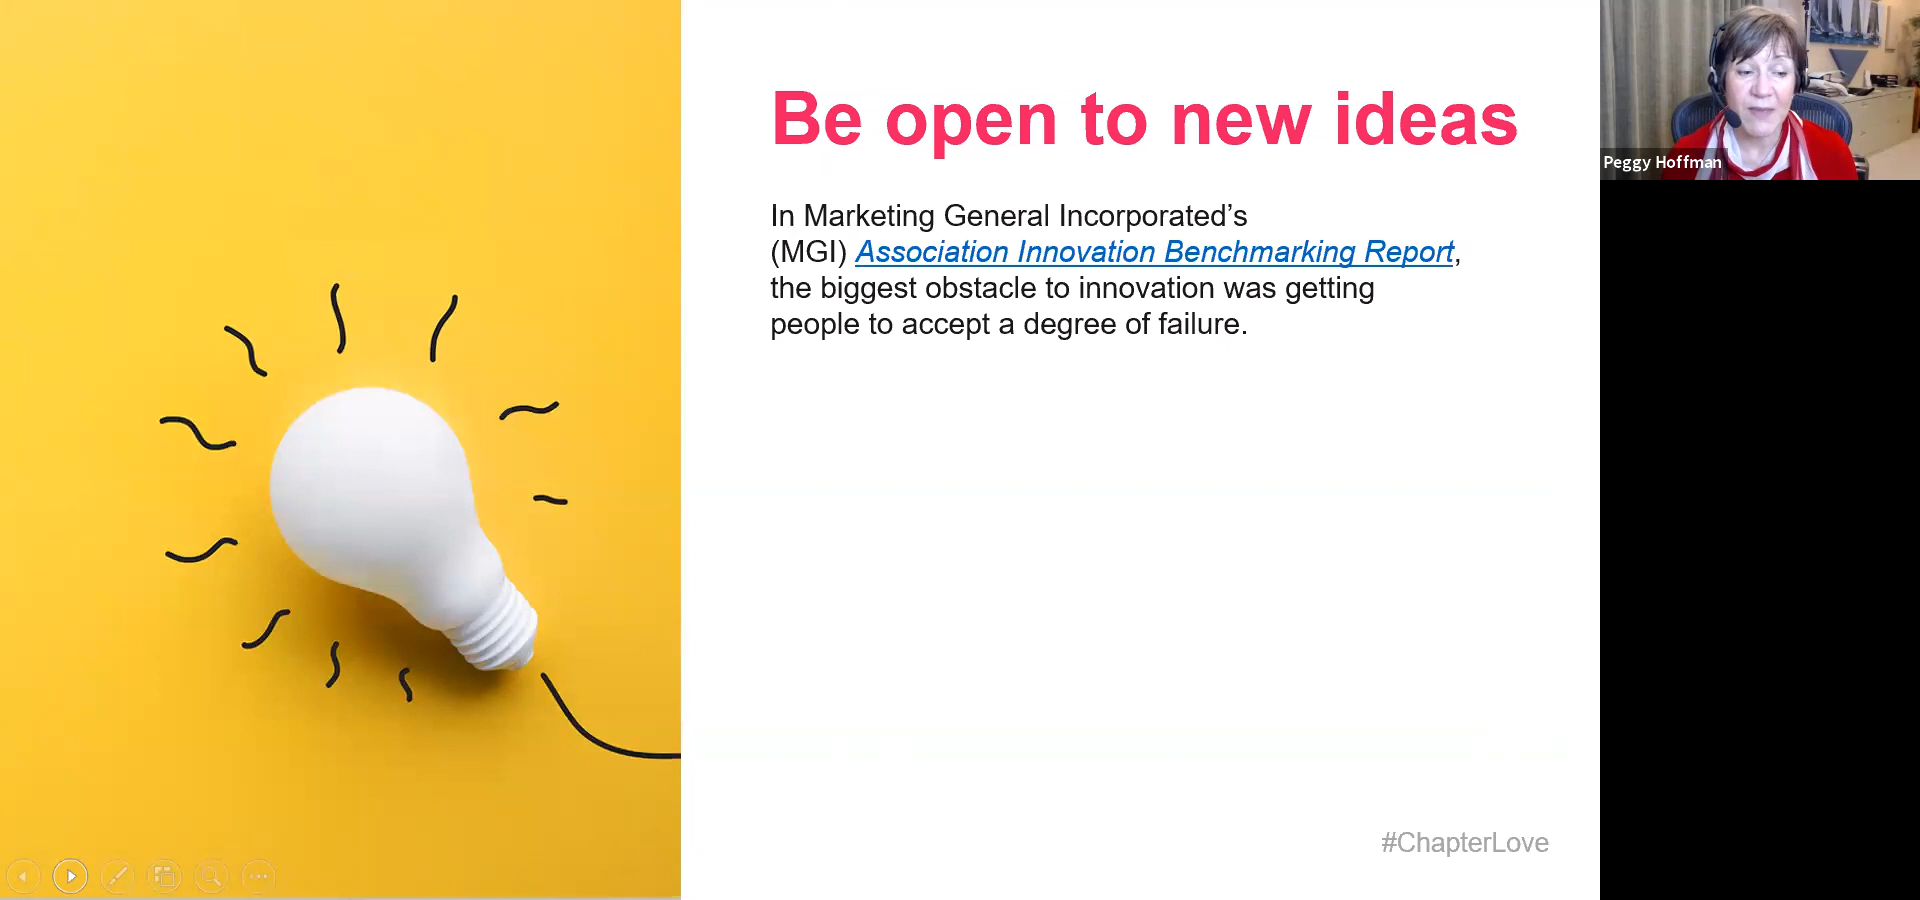 Be open to new ideas
In Marketing General Incorporated’s
(MGI) Association Innovation Benchmarking Report,
the biggest obstacle to innovation was getting
people to accept a degree of failure.
#ChapterLove
Peggy Hoffman